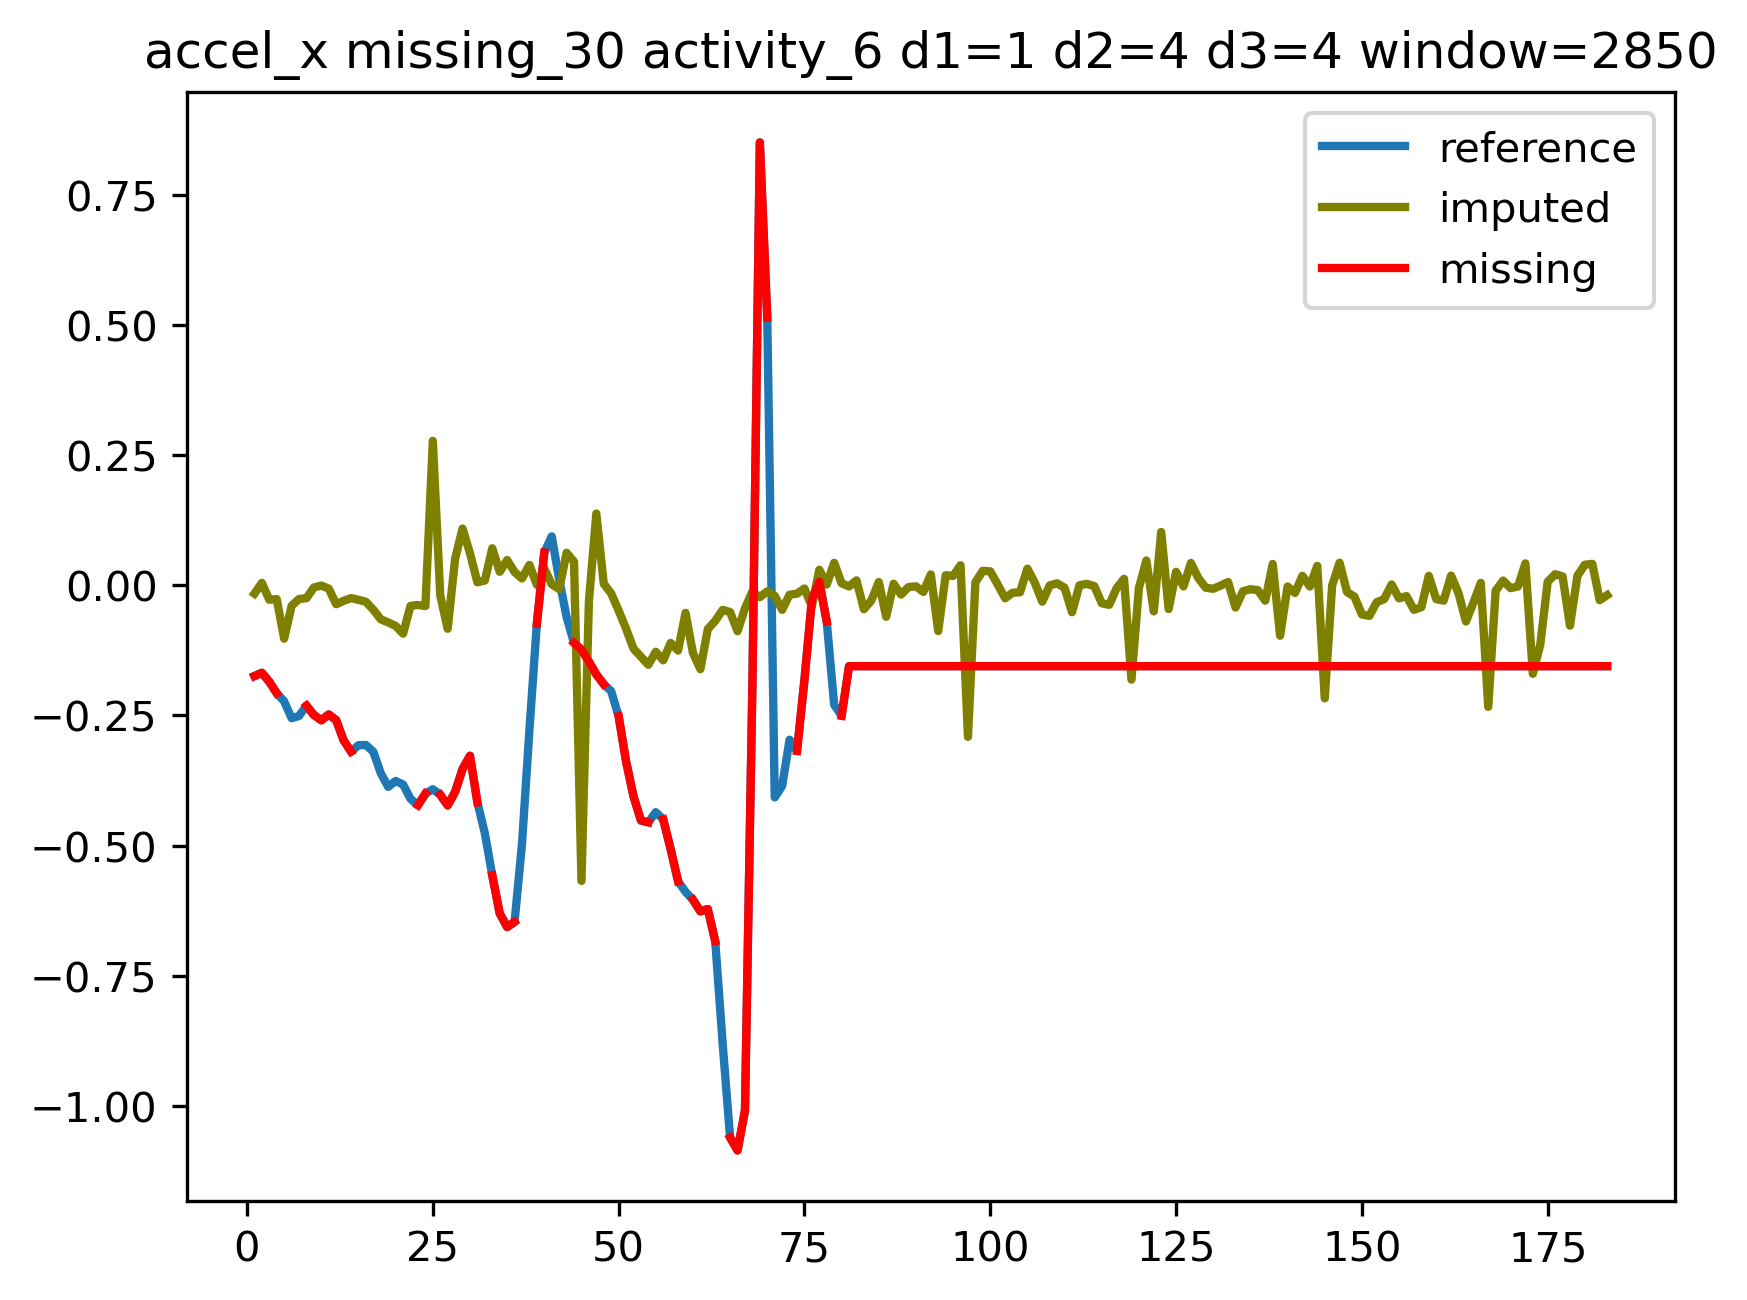 accel_x missing_30 activity_6 d1=1 d2=4 d3=4 window=2850
reference
imputed
missing
0.75
0.50
0.25
0.00
−0.25
−0.50
−0.75
−1.00
0 25 50 75 100 125 150 175